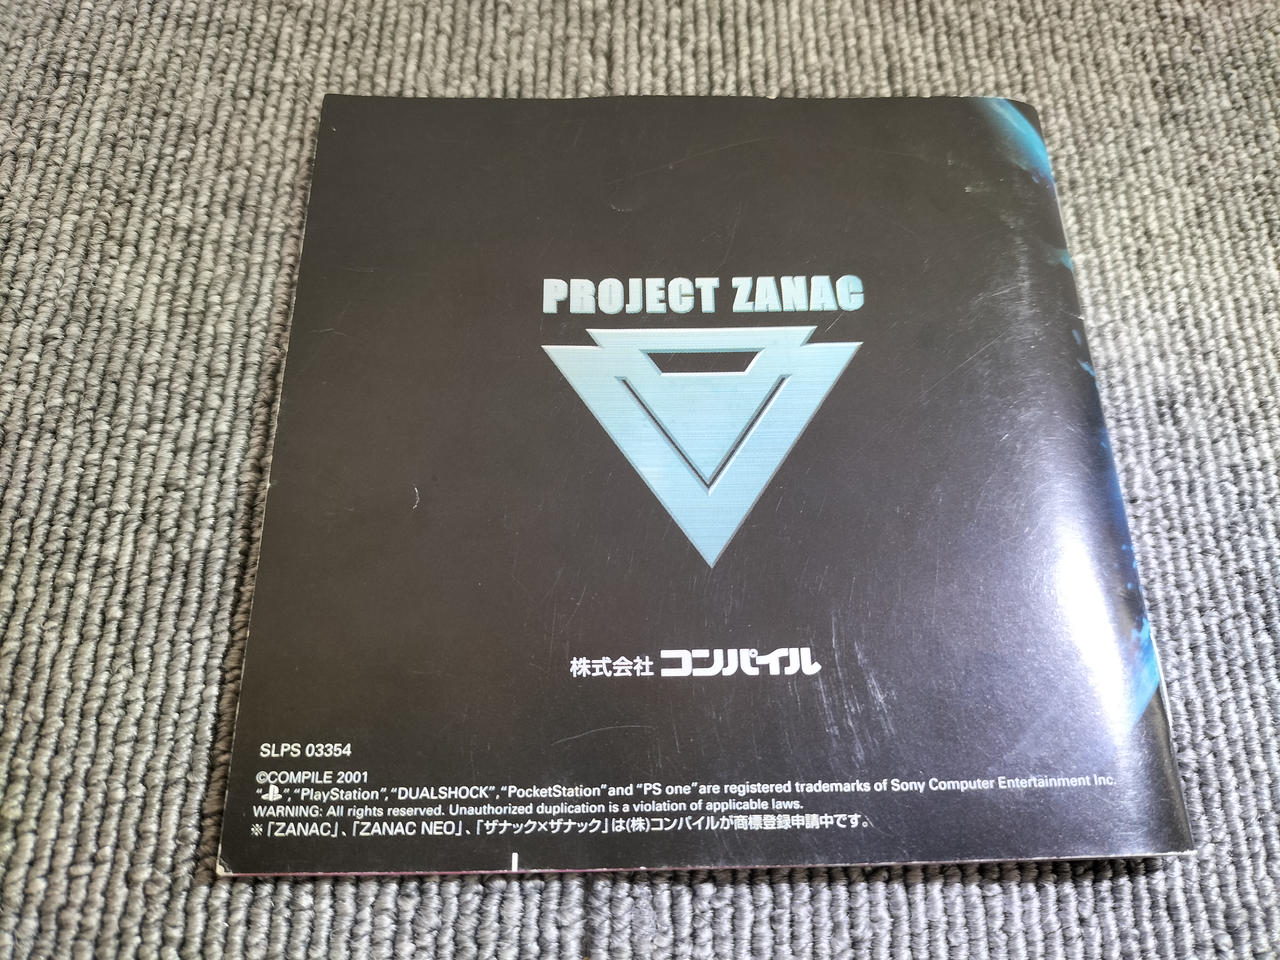 PROJECT ZANAC
株式会社 コンパイル
SLPS 03354
©COMPILE 2001
“ ”, “PlayStation”, “DUALSHOCK”, “PocketStation” and “PS one” are registered trademarks of Sony Computer Entertainment Inc.
WARNING: All rights reserved. Unauthorized duplication is a violation of applicable laws.
※「ZANAC」、「ZANAC NEO」、「ザナック×ザナック」は(株)コンパイルが商標登録申請中です。